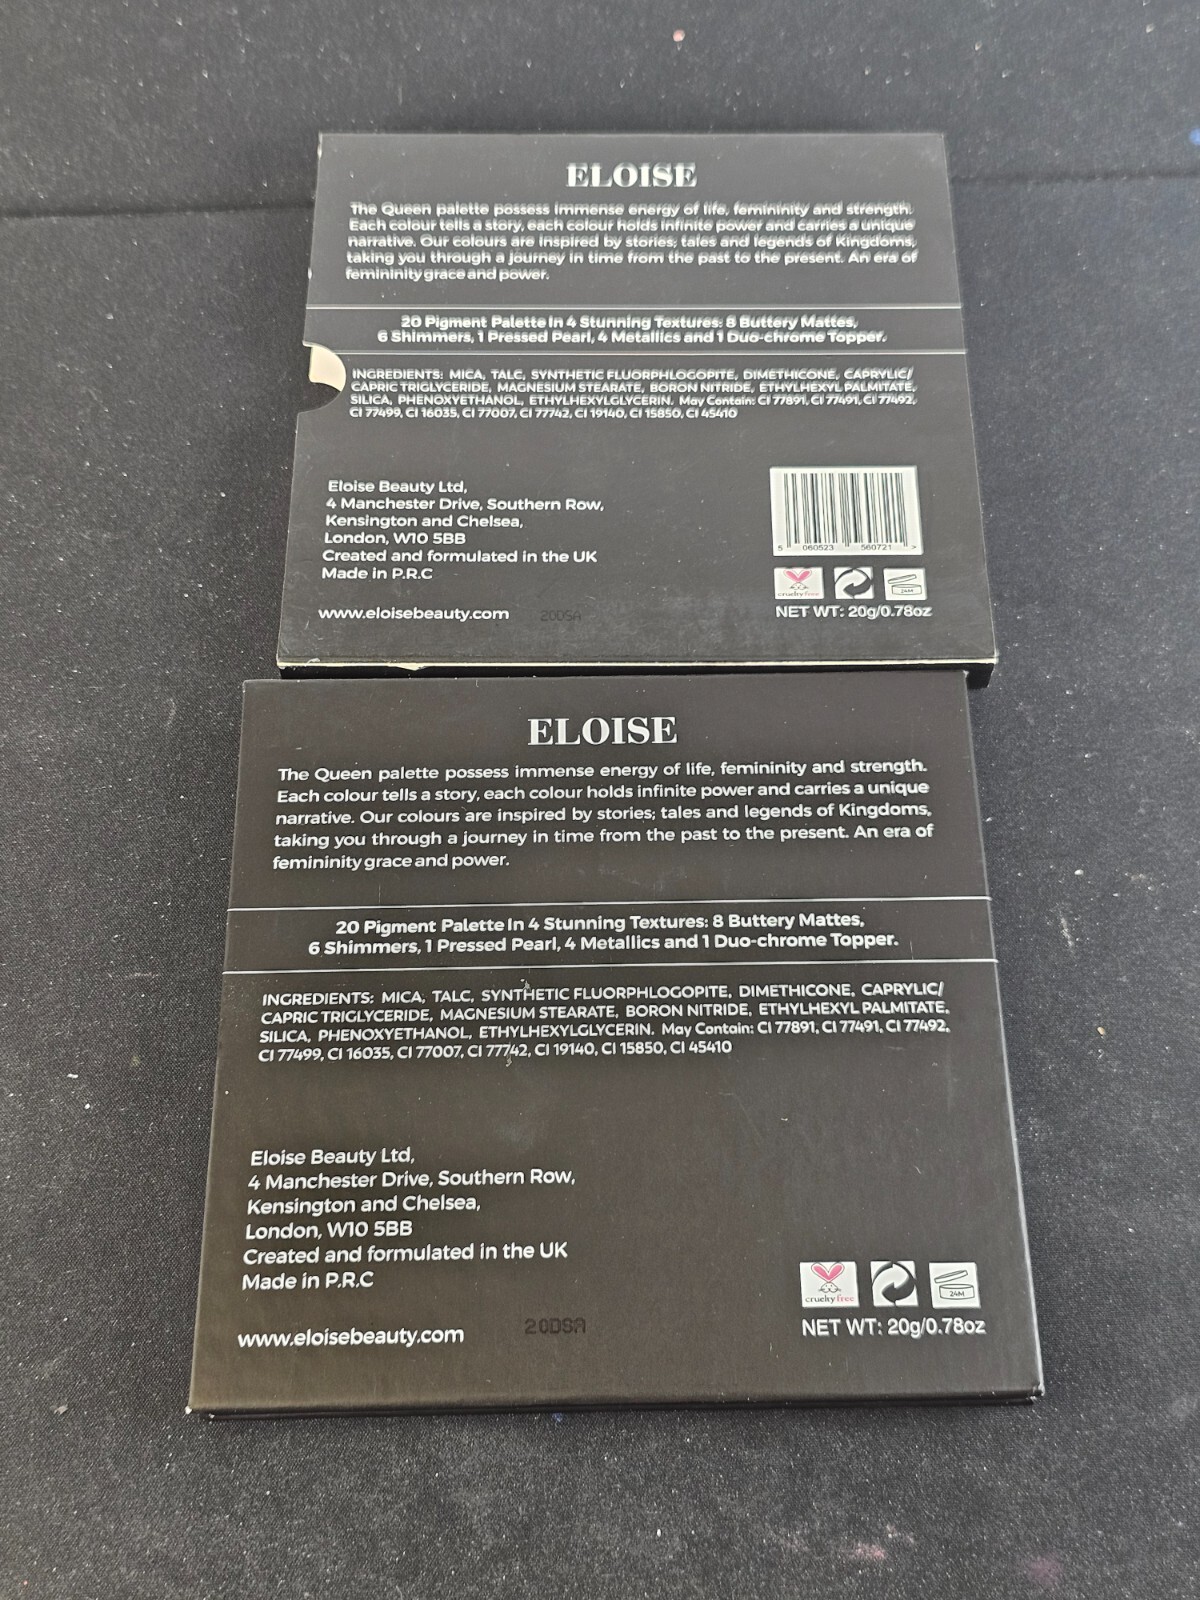 ELOISE
The Queen palette possess immense energy of life, femininity and strength.
Each colour tells a story, each colour holds infinite power and carries a unique
narrative. Our colours are inspired by stories; tales and legends of Kingdoms,
taking you through a journey in time from the past to the present. An era of
femininity grace and power.
20 Pigment Palette In 4 Stunning Textures: 8 Buttery Mattes,
6 Shimmers, 1 Pressed Pearl, 4 Metallics and 1 Duo-chrome Topper.
INGREDIENTS: MICA, TALC, SYNTHETIC FLUORPHLOGOPITE, DIMETHICONE, CAPRYLIC/
CAPRIC TRIGLYCERIDE, MAGNESIUM STEARATE, BORON NITRIDE, ETHYLHEXYL PALMITATE,
SILICA, PHENOXYETHANOL, ETHYLHEXYLGLYCERIN. May Contain: CI 77891, CI 77491, CI 77492,
CI 77499, CI 16035, CI 77007, CI 77742, CI 19140, CI 15850, CI 45410
Eloise Beauty Ltd,
4 Manchester Drive, Southern Row,
Kensington and Chelsea,
London, W10 5BB
Created and formulated in the UK
Made in P.R.C
www.eloisebeauty.com
20DSA
5 060523 560721 >
cruelty free
24M
NET WT: 20g/0.78oz
ELOISE
The Queen palette possess immense energy of life, femininity and strength.
Each colour tells a story, each colour holds infinite power and carries a unique
narrative. Our colours are inspired by stories; tales and legends of Kingdoms,
taking you through a journey in time from the past to the present. An era of
femininity grace and power.
20 Pigment Palette In 4 Stunning Textures: 8 Buttery Mattes,
6 Shimmers, 1 Pressed Pearl, 4 Metallics and 1 Duo-chrome Topper.
INGREDIENTS: MICA, TALC, SYNTHETIC FLUORPHLOGOPITE, DIMETHICONE, CAPRYLIC/
CAPRIC TRIGLYCERIDE, MAGNESIUM STEARATE, BORON NITRIDE, ETHYLHEXYL PALMITATE,
SILICA, PHENOXYETHANOL, ETHYLHEXYLGLYCERIN. May Contain: CI 77891, CI 77491, CI 77492,
CI 77499, CI 16035, CI 77007, CI 77742, CI 19140, CI 15850, CI 45410
Eloise Beauty Ltd,
4 Manchester Drive, Southern Row,
Kensington and Chelsea,
London, W10 5BB
Created and formulated in the UK
Made in P.R.C
www.eloisebeauty.com
20DSA
cruelty free
24M
NET WT: 20g/0.78oz